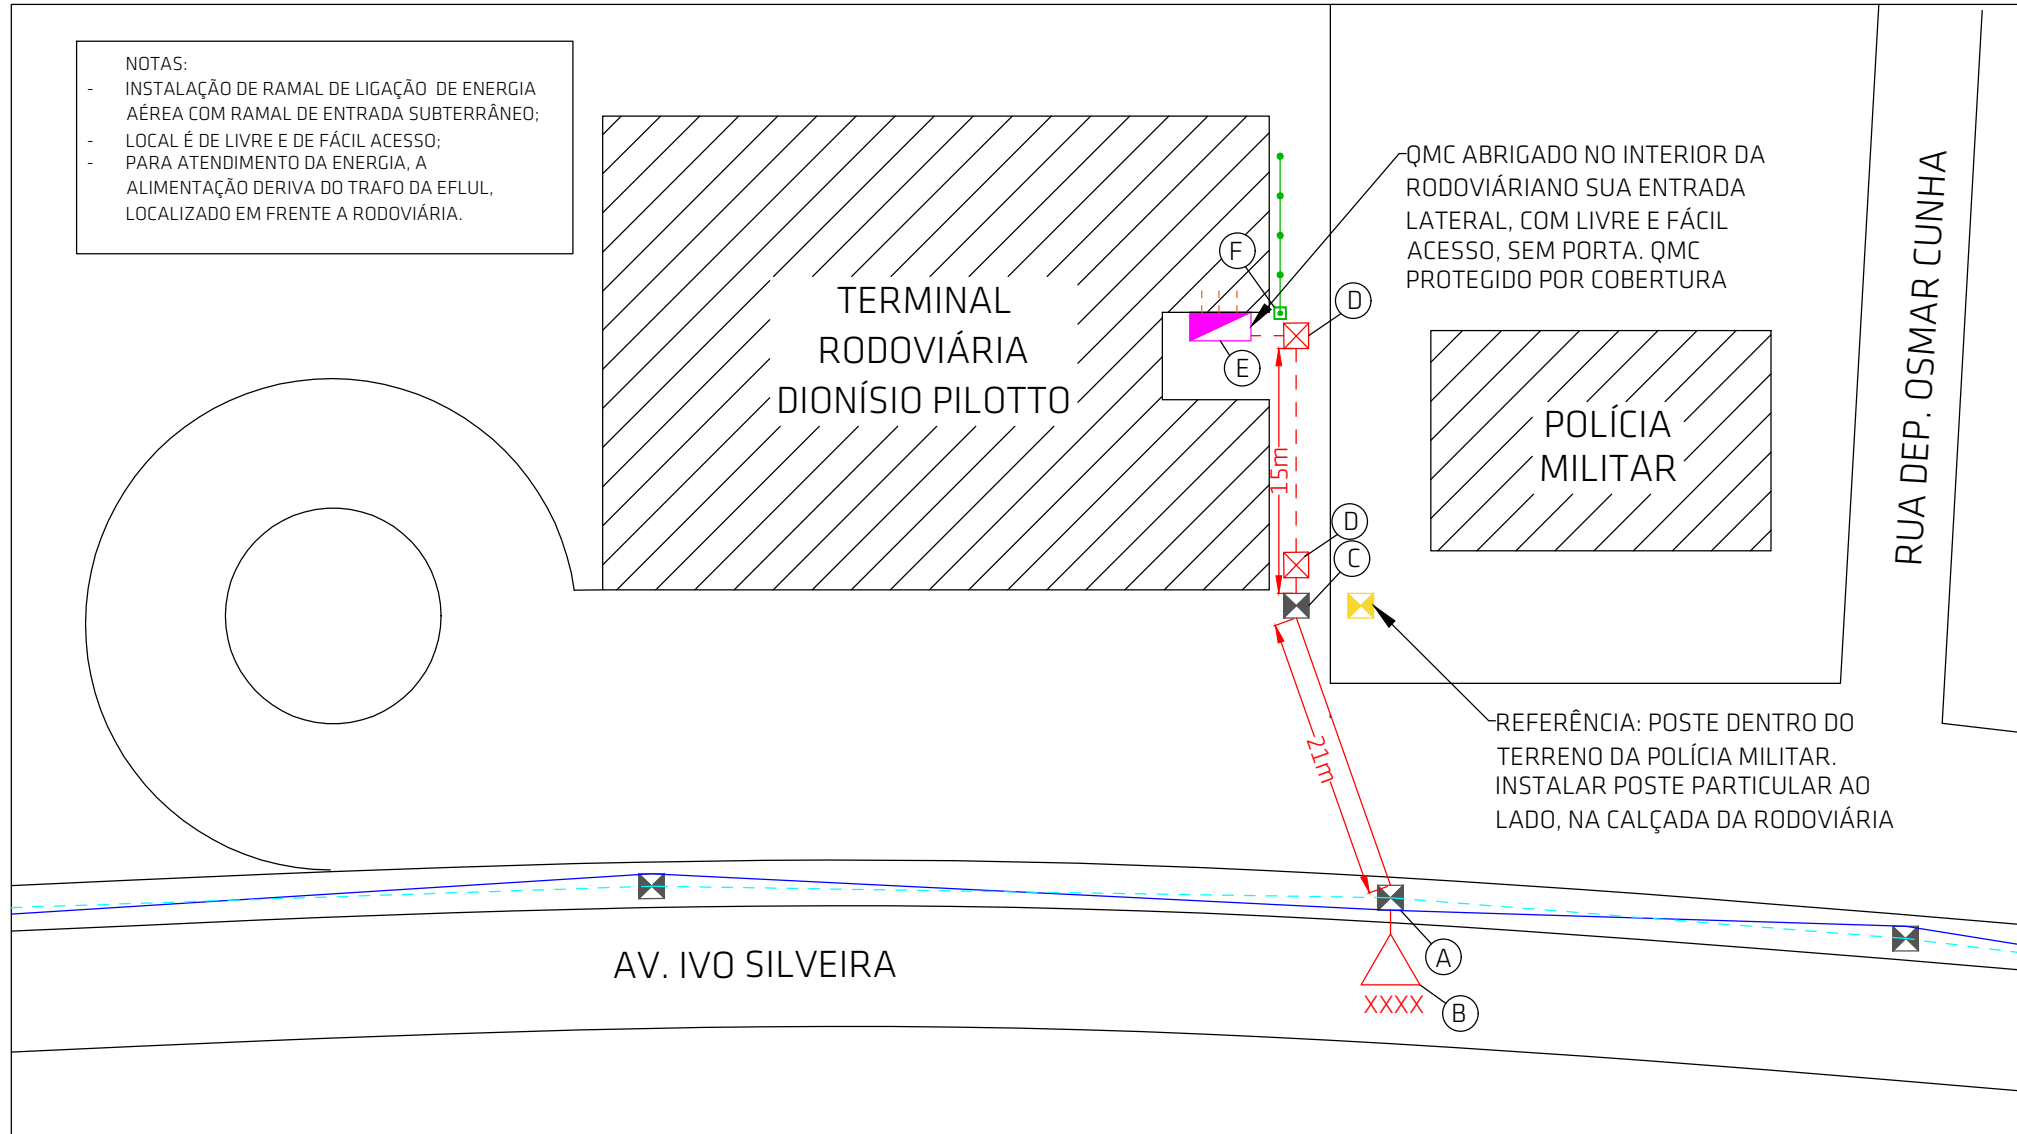 NOTAS:
- INSTALAÇÃO DE RAMAL DE LIGAÇÃO DE ENERGIA
AÉREA COM RAMAL DE ENTRADA SUBTERRÂNEO;
- LOCAL É DE LIVRE E DE FÁCIL ACESSO;
- PARA ATENDIMENTO DA ENERGIA, A
ALIMENTAÇÃO DERIVA DO TRAFO DA EFLUL,
LOCALIZADO EM FRENTE A RODOVIÁRIA.
TERMINAL
RODOVIÁRIA
DIONÍSIO PILOTTO
QMC ABRIGADO NO INTERIOR DA
RODOVIÁRIANO SUA ENTRADA
LATERAL, COM LIVRE E FÁCIL
ACESSO, SEM PORTA. QMC
PROTEGIDO POR COBERTURA
F
D
E
15m
D
C
POLÍCIA
MILITAR
RUA DEP. OSMAR CUNHA
REFERÊNCIA: POSTE DENTRO DO
TERRENO DA POLÍCIA MILITAR.
INSTALAR POSTE PARTICULAR AO
LADO, NA CALÇADA DA RODOVIÁRIA
21m
AV. IVO SILVEIRA
A
XXXX
B